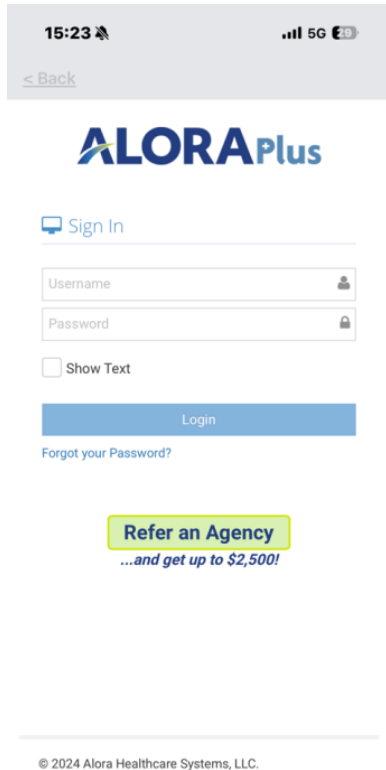 15:23 5G 29
< Back
ALORAPlus
Sign In
Username
Password
Show Text
Login
Forgot your Password?
Refer an Agency
...and get up to $2,500!
© 2024 Alora Healthcare Systems, LLC.